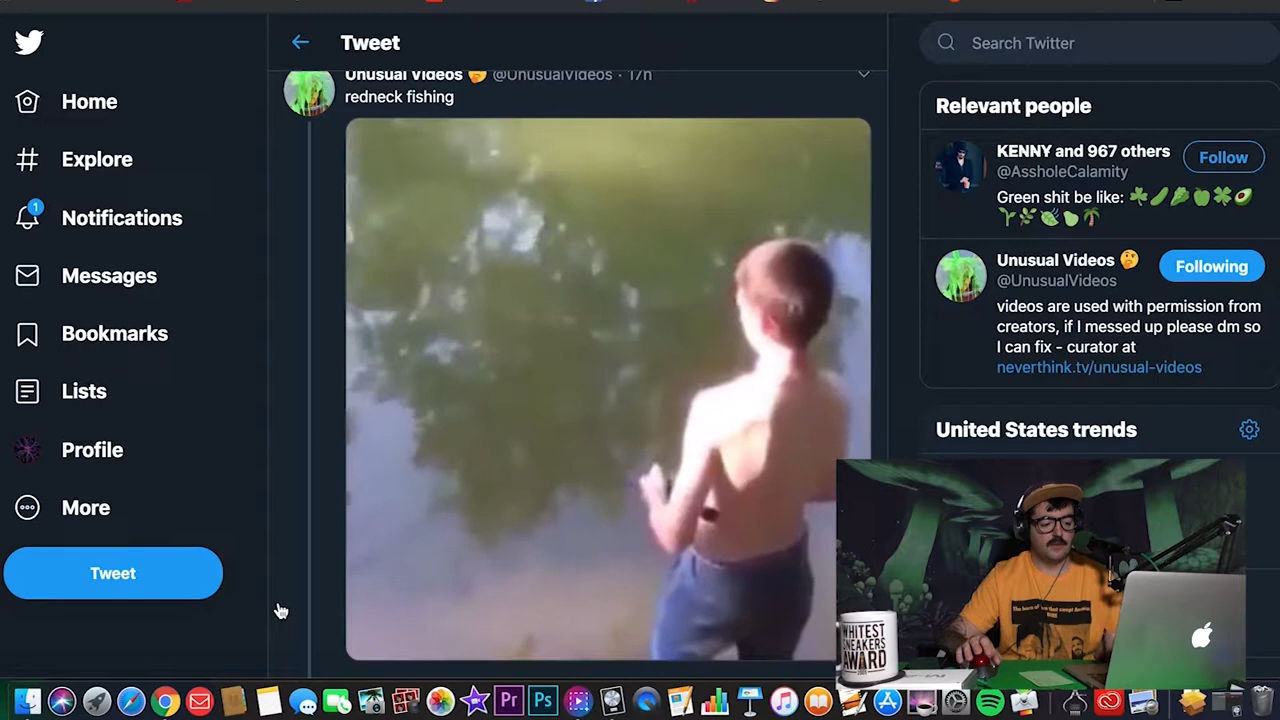 Tweet
Search Twitter
Unusual Videos 🤔 @UnusualVideos · 17h
redneck fishing
Home
Explore
Notifications
1
Messages
Bookmarks
Lists
Profile
More
Tweet
Relevant people
KENNY and 967 others
@AssholeCalamity
Follow
Green shit be like: ☘️🥒🥦🍏🍀🥑
🌱🌿🍃🍐🌴
Unusual Videos 🤔
@UnusualVideos
Following
videos are used with permission from
creators, if I messed up please dm so
I can fix - curator at
neverthink.tv/unusual-videos
United States trends
WHITEST
SNEAKERS
AWARD
Pr
Ps